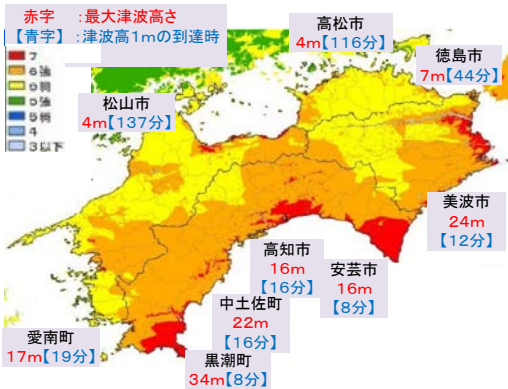 赤字　：最大津波高さ
【青字】：津波高1mの到達時
7
6強
6弱
5強
5弱
4
3以下
高松市
4m【116分】
徳島市
7m【44分】
松山市
4m【137分】
美波市
24m
【12分】
高知市
16m
【16分】
安芸市
16m
【8分】
中土佐町
22m
【16分】
愛南町
17m【19分】
黒潮町
34m【8分】